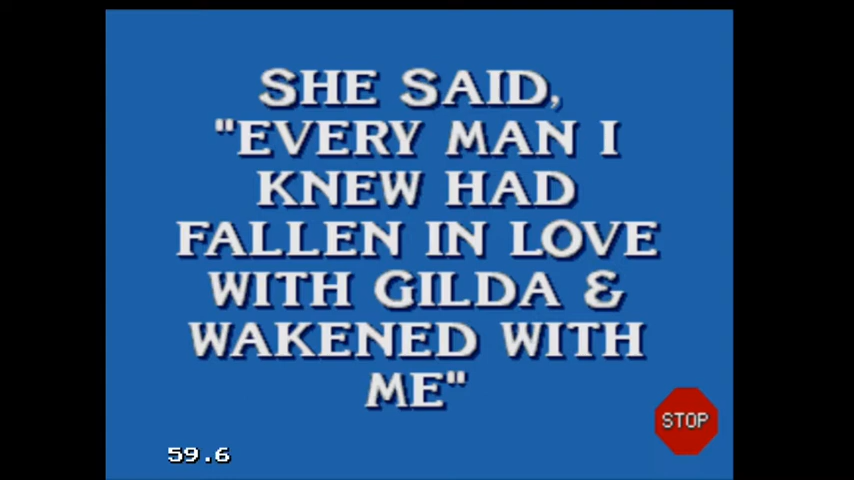 SHE SAID,
"EVERY MAN I
KNEW HAD
FALLEN IN LOVE
WITH GILDA &
WAKENED WITH
ME"
STOP
59.6